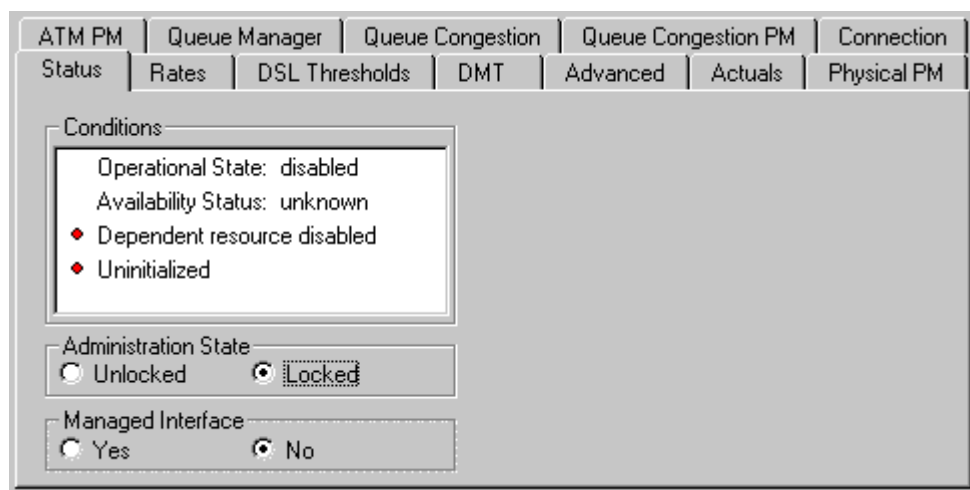 ATM PM Queue Manager Queue Congestion Queue Congestion PM Connection
Status Rates DSL Thresholds DMT Advanced Actuals Physical PM
Conditions
Operational State: disabled
Availability Status: unknown
Dependent resource disabled
Uninitialized
Administration State
Unlocked Locked
Managed Interface
Yes No